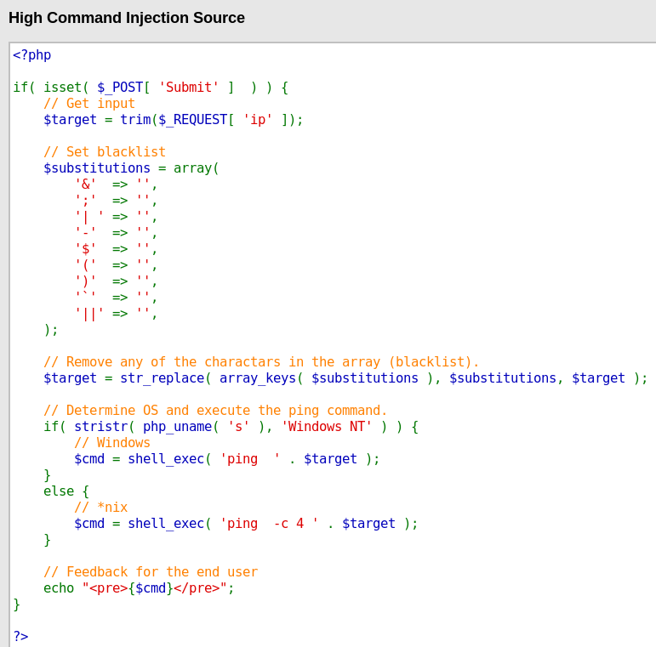 High Command Injection Source
<?php
if( isset( $_POST[ 'Submit' ]  ) ) {
    // Get input
    $target = trim($_REQUEST[ 'ip' ]);
    // Set blacklist
    $substitutions = array(
        '&'  => '',
        ';'  => '',
        '| ' => '',
        '-'  => '',
        '$'  => '',
        '('  => '',
        ')'  => '',
        '`'  => '',
        '||' => '',
    );
    // Remove any of the charactars in the array (blacklist).
    $target = str_replace( array_keys( $substitutions ), $substitutions, $target );
    // Determine OS and execute the ping command.
    if( stristr( php_uname( 's' ), 'Windows NT' ) ) {
        // Windows
        $cmd = shell_exec( 'ping  ' . $target );
    }
    else {
        // *nix
        $cmd = shell_exec( 'ping  -c 4 ' . $target );
    }
    // Feedback for the end user
    echo "<pre>{$cmd}</pre>";
}
?>